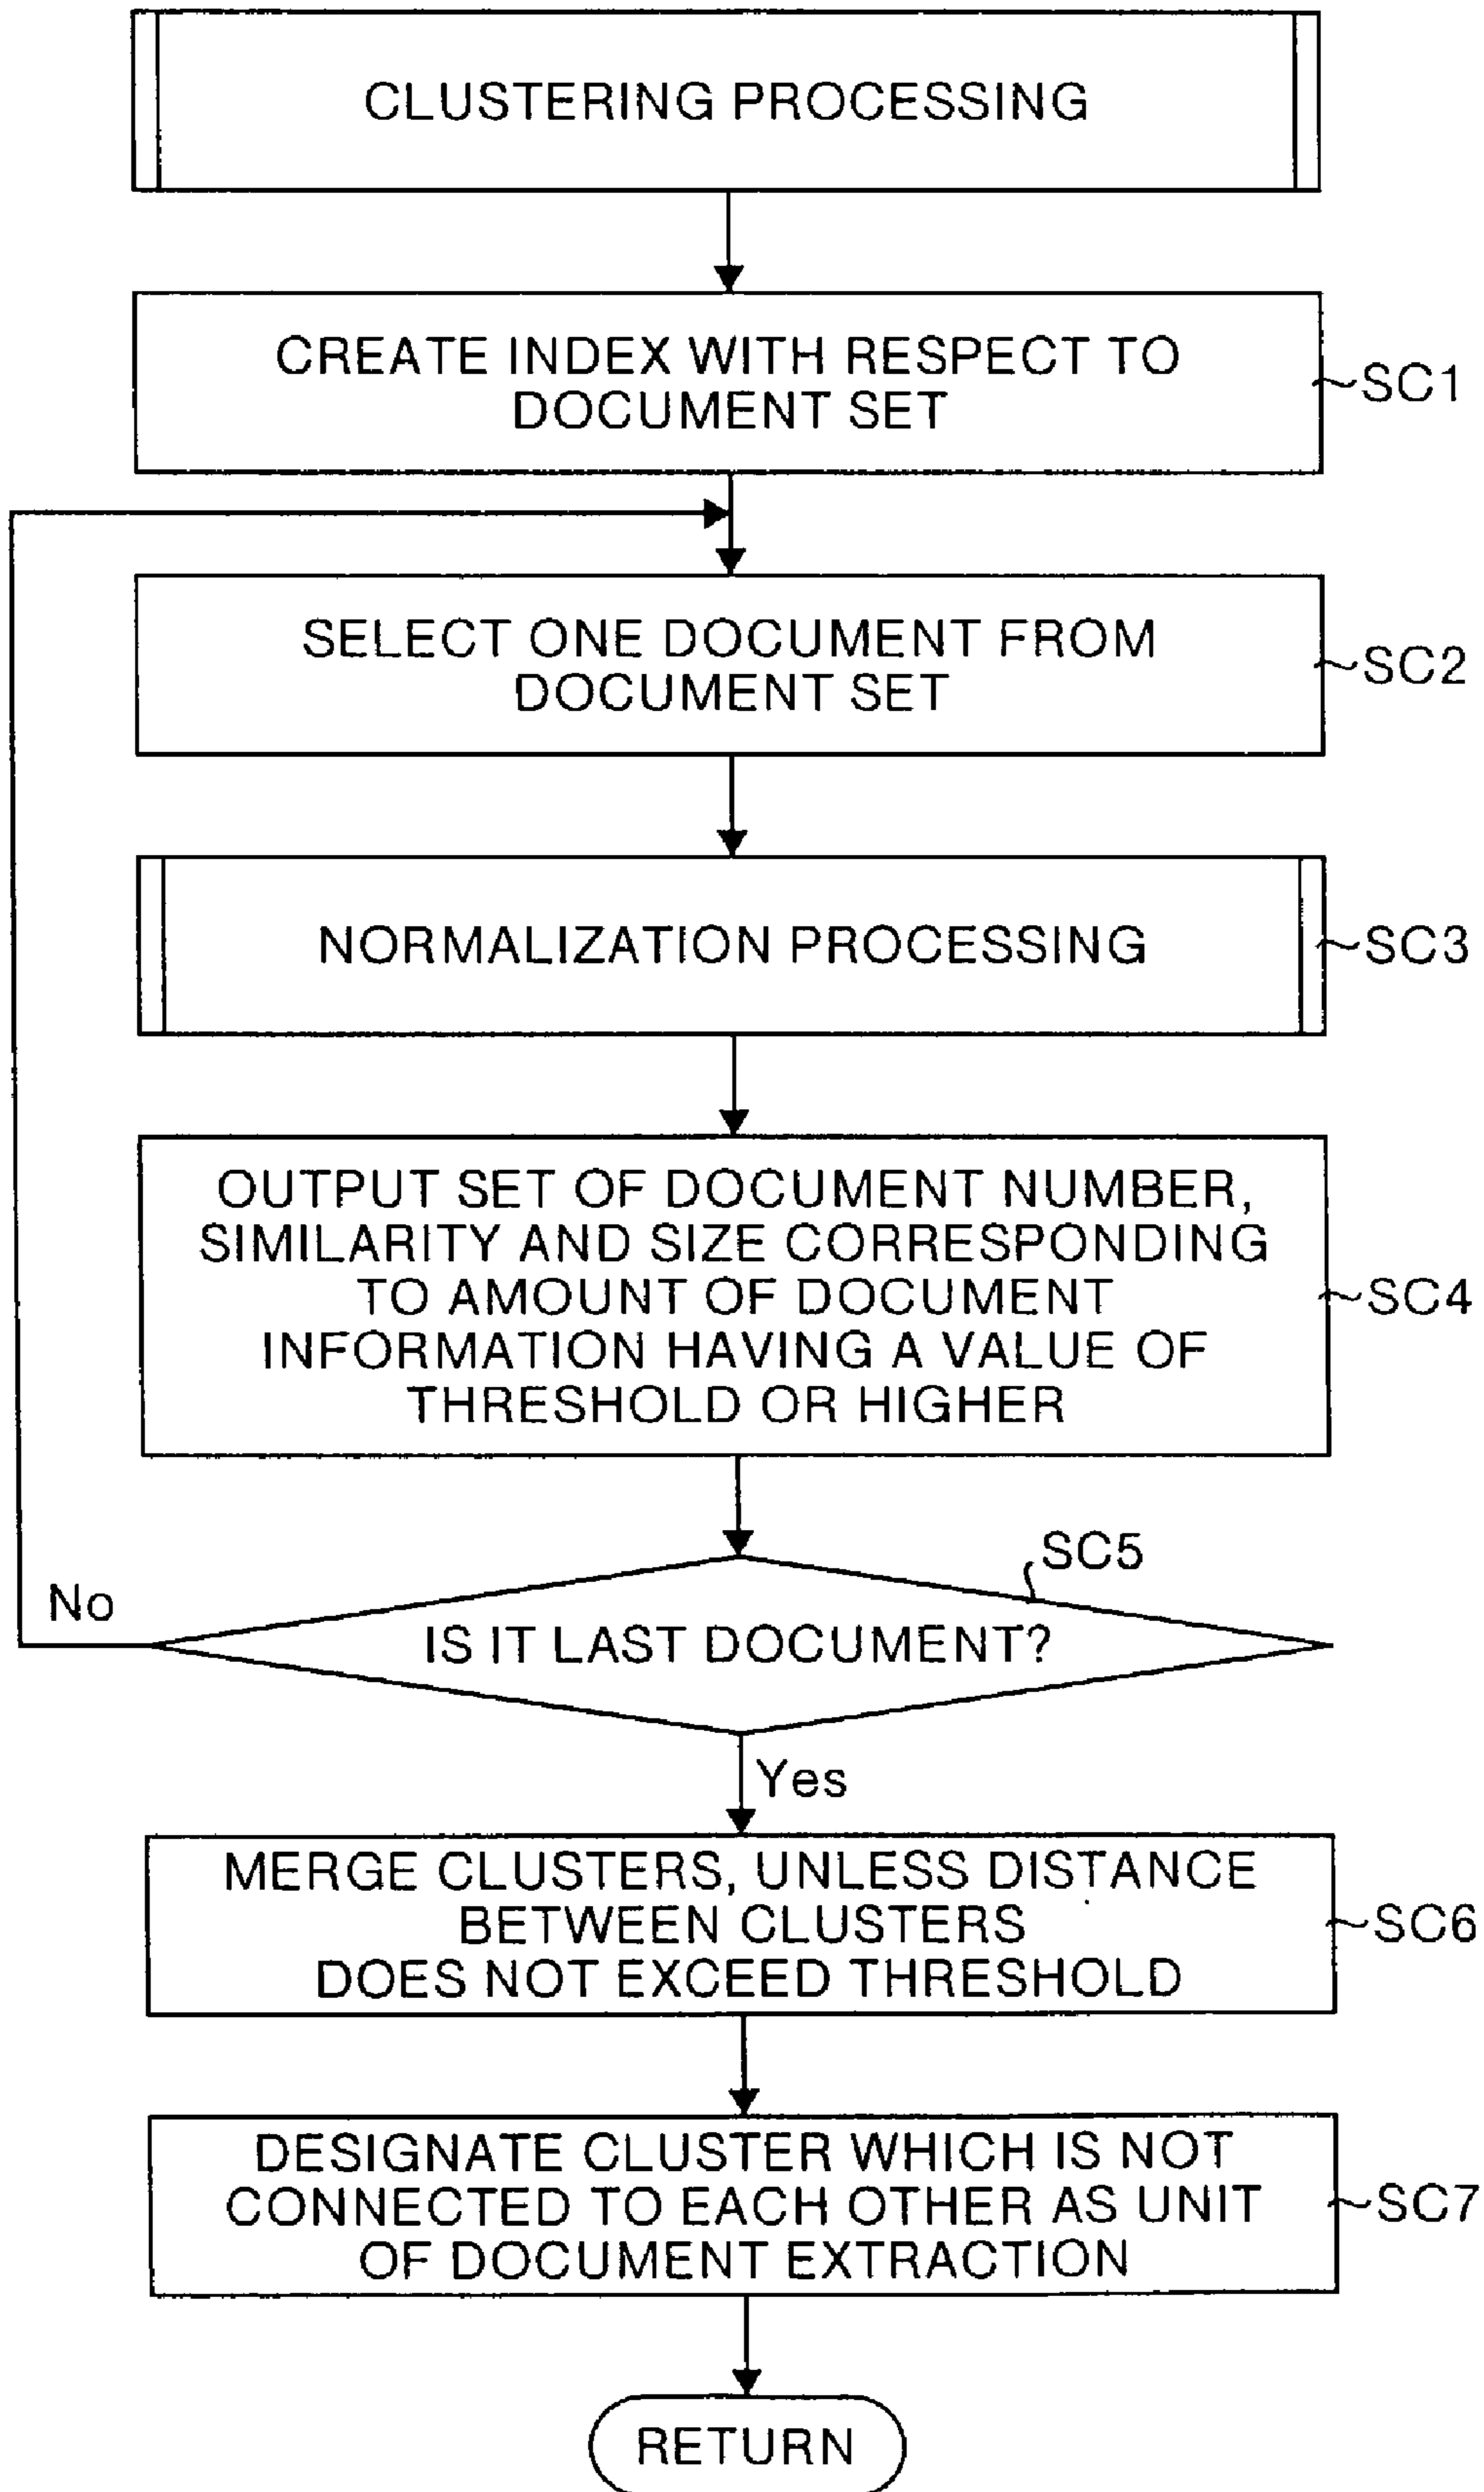 CLUSTERING PROCESSING
CREATE INDEX WITH RESPECT TO
DOCUMENT SET
SC1
SELECT ONE DOCUMENT FROM
DOCUMENT SET
SC2
NORMALIZATION PROCESSING
SC3
OUTPUT SET OF DOCUMENT NUMBER,
SIMILARITY AND SIZE CORRESPONDING
TO AMOUNT OF DOCUMENT
INFORMATION HAVING A VALUE OF
THRESHOLD OR HIGHER
SC4
SC5
No
IS IT LAST DOCUMENT?
Yes
MERGE CLUSTERS, UNLESS DISTANCE
BETWEEN CLUSTERS
DOES NOT EXCEED THRESHOLD
SC6
DESIGNATE CLUSTER WHICH IS NOT
CONNECTED TO EACH OTHER AS UNIT
OF DOCUMENT EXTRACTION
SC7
RETURN